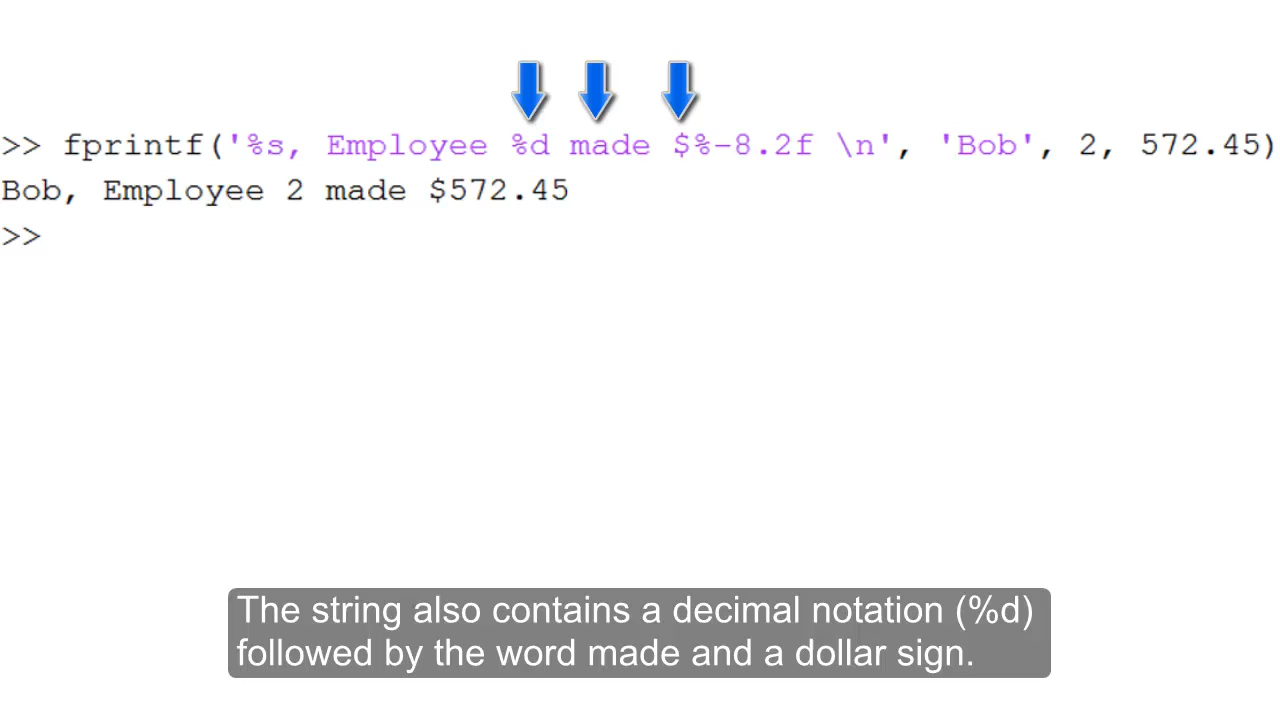 >> fprintf('%s, Employee %d made $%-8.2f \n', 'Bob', 2, 572.45)
Bob, Employee 2 made $572.45
>>
The string also contains a decimal notation (%d)
followed by the word made and a dollar sign.